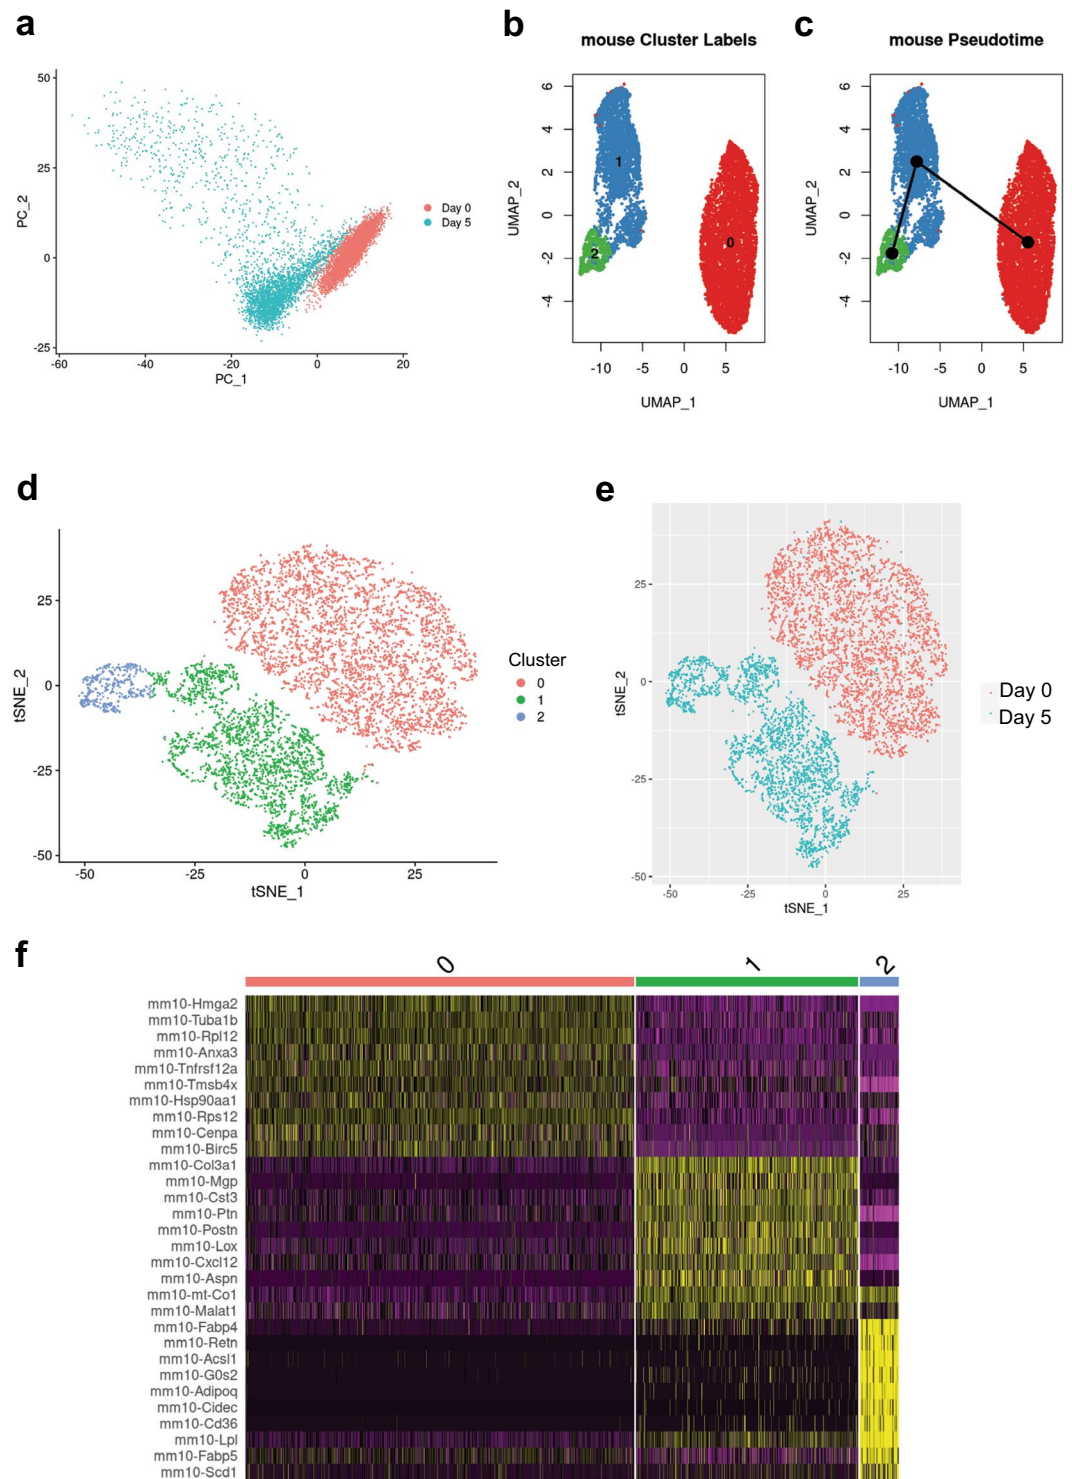 a
50
25
0
-25
-60
-40
-20
0
20
PC_2
PC_1
Day 0
Day 5
b
mouse Cluster Labels
6
4
2
0
-2
-4
UMAP_2
1
2
0
-10
-5
0
5
UMAP_1
c
mouse Pseudotime
6
4
2
0
-2
-4
UMAP_2
-10
-5
0
5
UMAP_1
d
25
0
-25
-50
tSNE_2
-50
-25
0
25
tSNE_1
Cluster
0
1
2
e
25
0
-25
-50
tSNE_2
-50
-25
0
25
tSNE_1
Day 0
Day 5
f
0
1
2
mm10-Hmga2
mm10-Tuba1b
mm10-Rpl12
mm10-Anxa3
mm10-Tnfrsf12a
mm10-Tmsb4x
mm10-Hsp90aa1
mm10-Rps12
mm10-Cenpa
mm10-Birc5
mm10-Col3a1
mm10-Mgp
mm10-Cst3
mm10-Ptn
mm10-Postn
mm10-Lox
mm10-Cxcl12
mm10-Aspn
mm10-mt-Co1
mm10-Malat1
mm10-Fabp4
mm10-Retn
mm10-Acsl1
mm10-G0s2
mm10-Adipoq
mm10-Cidec
mm10-Cd36
mm10-Lpl
mm10-Fabp5
mm10-Scd1